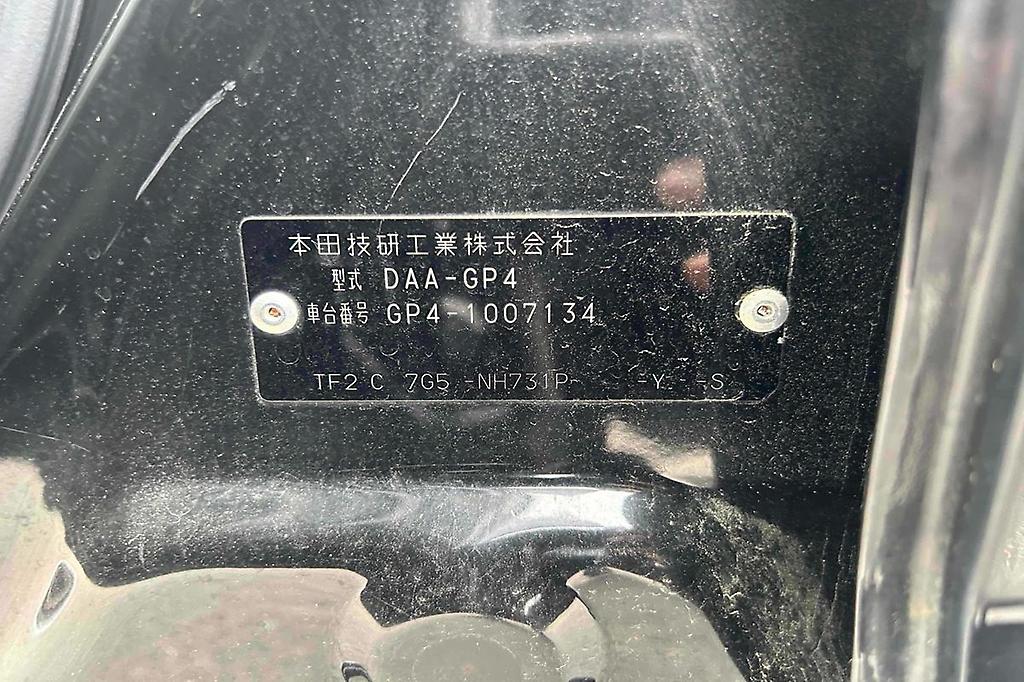 本田技研工業株式会社
型式 DAA-GP4
車台番号 GP4-1007134
TF2 C 7G5 -NH731P- -Y- -S